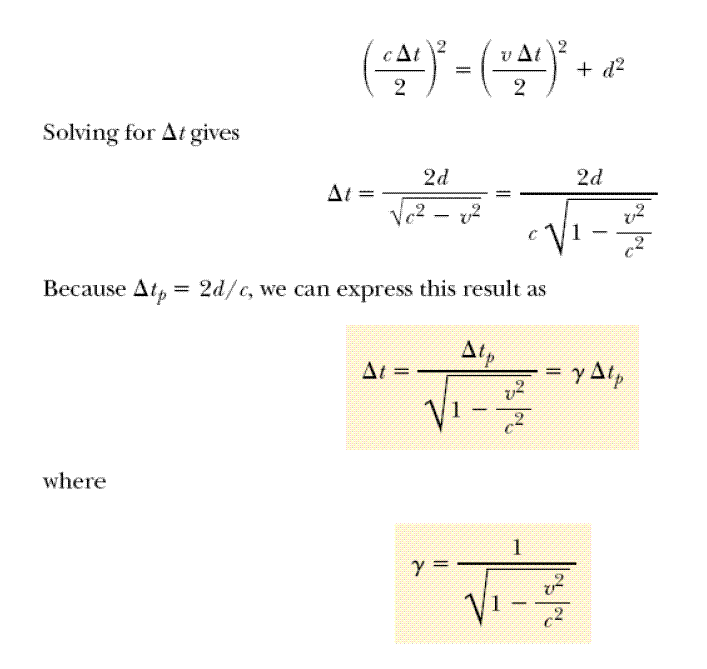 $$\left(\frac{c\,\Delta t}{2}\right)^2 = \left(\frac{v\,\Delta t}{2}\right)^2 + d^2$$
Solving for Δt gives
$$\Delta t = \frac{2d}{\sqrt{c^2 - v^2}} = \frac{2d}{c\sqrt{1 - \frac{v^2}{c^2}}}$$
Because Δt_p = 2d/c, we can express this result as
$$\Delta t = \frac{\Delta t_p}{\sqrt{1 - \frac{v^2}{c^2}}} = \gamma\,\Delta t_p$$
where
$$\gamma = \frac{1}{\sqrt{1 - \frac{v^2}{c^2}}}$$